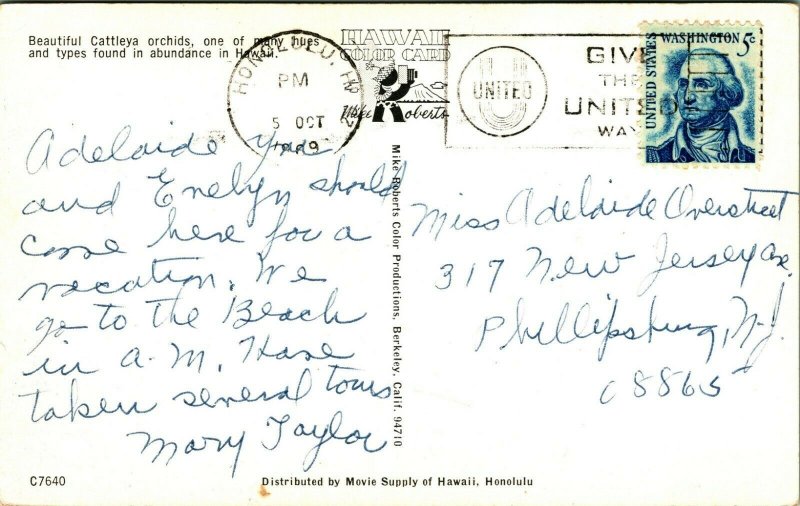 Beautiful Cattleya orchids, one of many hues
and types found in abundance in Hawaii.
HAWAII
COLOR CARD
Mike Roberts
HONOLULU, HI
PM
5 OCT
UNITED
GIVE
THE
UNITED
WAY
UNITED STATES
WASHINGTON 5c
Adelaide you
and Evelyn should
come here for a
vacation. We
go to the Beach
in A.M. Have
taken several tours
Mary Taylor
Mike Roberts Color Productions, Berkeley, Calif. 94710
Miss Adelaide Overstreet
317 New Jersey Ave.
Phillipsburg, N.J.
08865
C7640
Distributed by Movie Supply of Hawaii, Honolulu